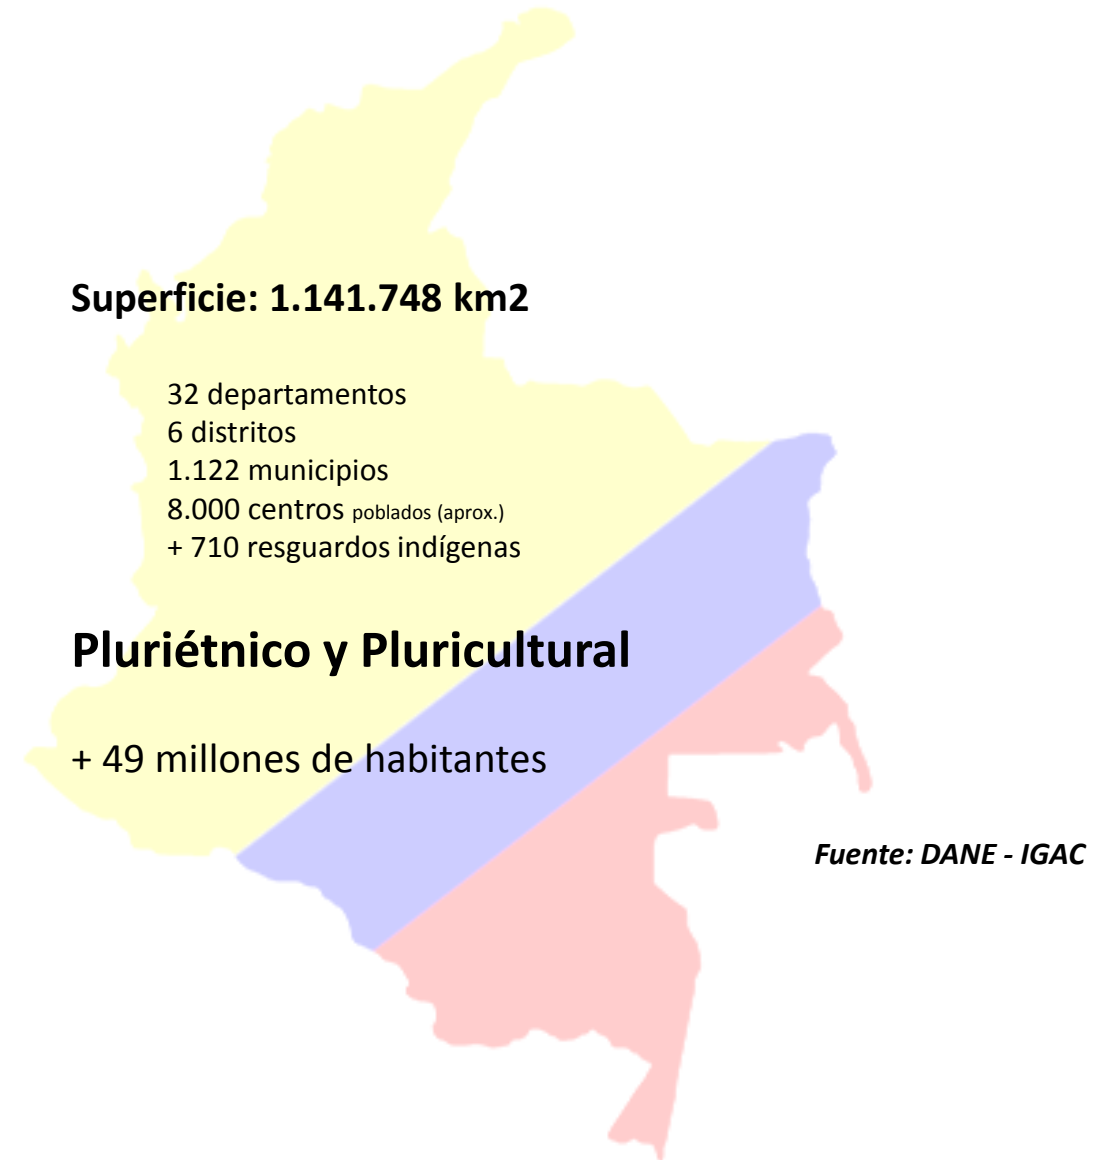 Superficie: 1.141.748 km2
32 departamentos
6 distritos
1.122 municipios
8.000 centros poblados (aprox.)
+ 710 resguardos indígenas
Pluriétnico y Pluricultural
+ 49 millones de habitantes
Fuente: DANE - IGAC